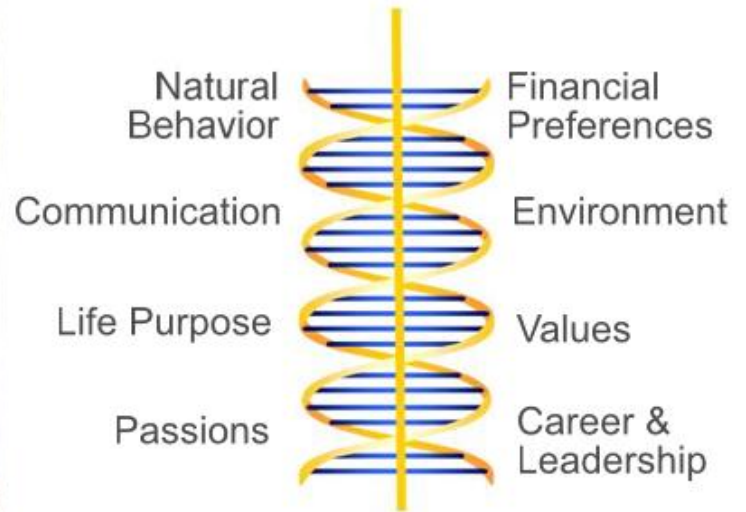 Natural
Behavior
Financial
Preferences
Communication
Environment
Life Purpose
Values
Passions
Career &
Leadership